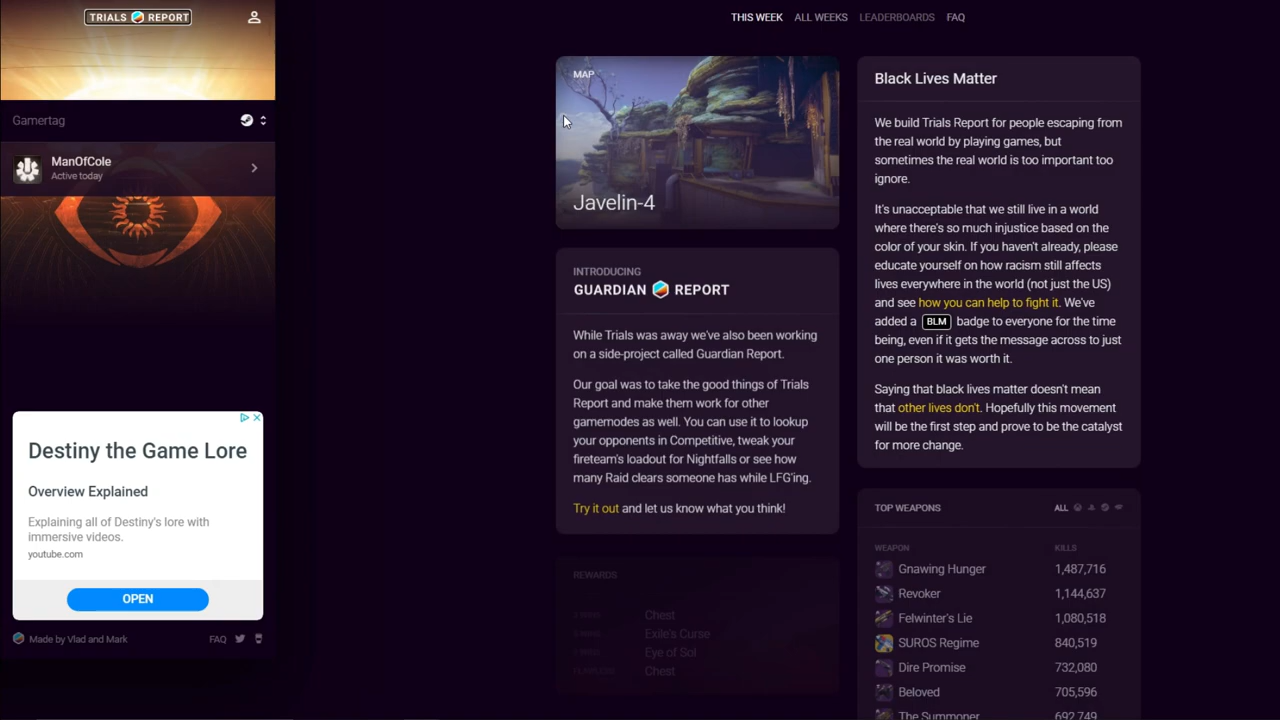 TRIALS REPORT
Gamertag
ManOfCole
Active today
Destiny the Game Lore
Overview Explained
Explaining all of Destiny's lore with
immersive videos.
youtube.com
OPEN
Made by Vlad and Mark
FAQ
THIS WEEK ALL WEEKS LEADERBOARDS FAQ
MAP
Javelin-4
INTRODUCING
GUARDIAN REPORT
While Trials was away we've also been working
on a side-project called Guardian Report.
Our goal was to take the good things of Trials
Report and make them work for other
gamemodes as well. You can use it to lookup
your opponents in Competitive, tweak your
fireteam's loadout for Nightfalls or see how
many Raid clears someone has while LFG'ing.
Try it out and let us know what you think!
REWARDS
Chest
Exile's Curse
Eye of Sol
Chest
Black Lives Matter
We build Trials Report for people escaping from
the real world by playing games, but
sometimes the real world is too important too
ignore.
It's unacceptable that we still live in a world
where there's so much injustice based on the
color of your skin. If you haven't already, please
educate yourself on how racism still affects
lives everywhere in the world (not just the US)
and see how you can help to fight it. We've
added a BLM badge to everyone for the time
being, even if it gets the message across to just
one person it was worth it.
Saying that black lives matter doesn't mean
that other lives don't. Hopefully this movement
will be the first step and prove to be the catalyst
for more change.
TOP WEAPONS ALL
WEAPON KILLS
Gnawing Hunger 1,487,716
Revoker 1,144,637
Felwinter's Lie 1,080,518
SUROS Regime 840,519
Dire Promise 732,080
Beloved 705,596
The Summoner 692,749